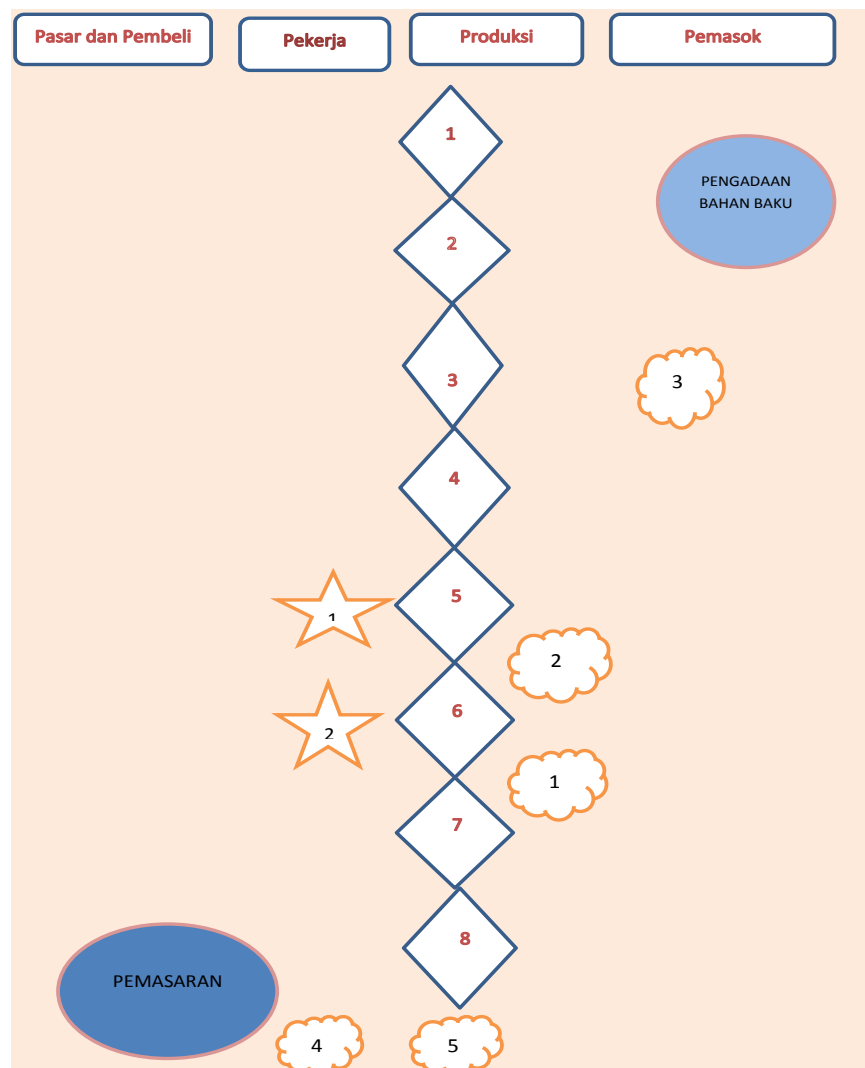 Pasar dan Pembeli
Pekerja
Produksi
Pemasok
1
PENGADAAN
BAHAN BAKU
2
3
3
4
5
1
2
6
2
1
7
8
PEMASARAN
4
5